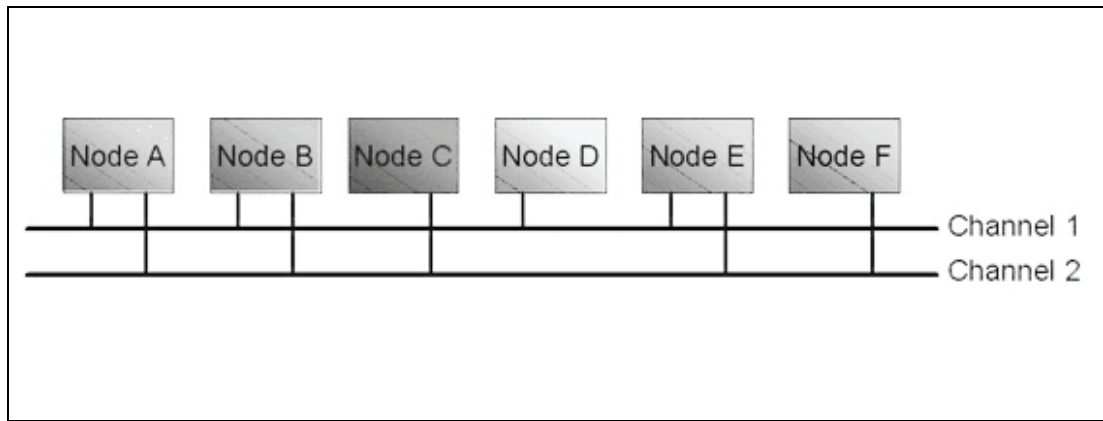 Node A
Node B
Node C
Node D
Node E
Node F
Channel 1
Channel 2